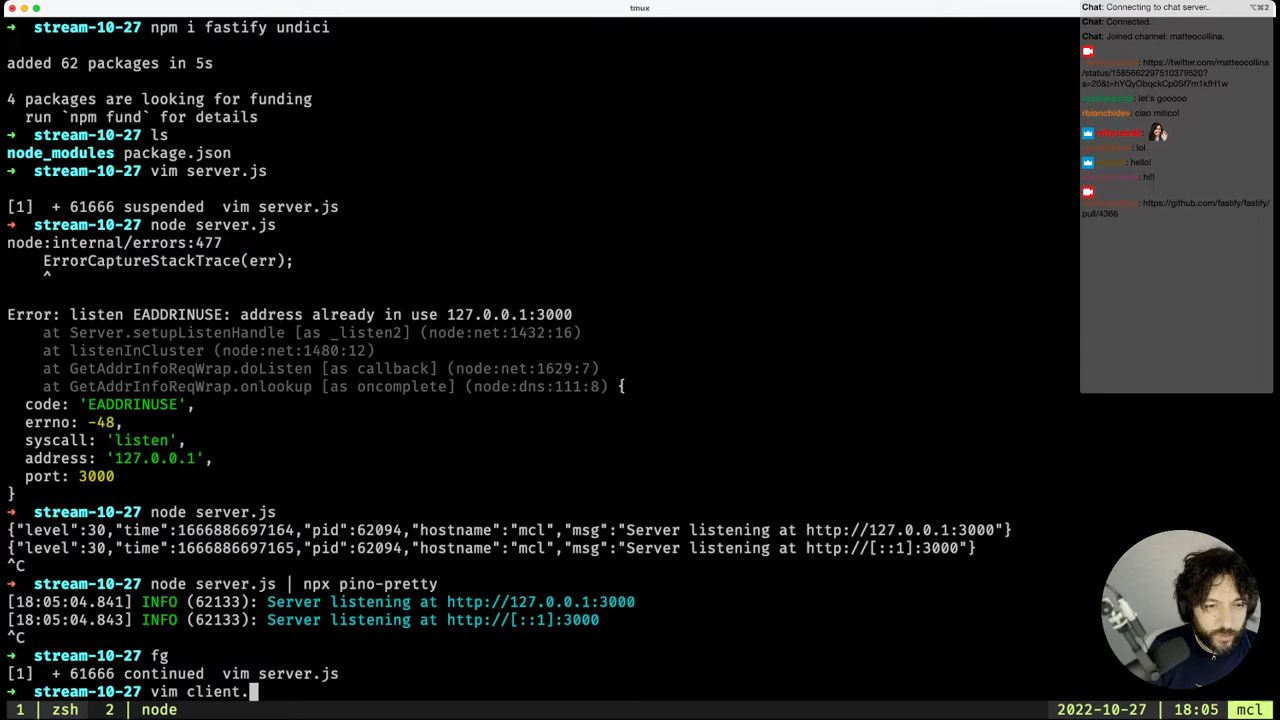 tmux
➜ stream-10-27 npm i fastify undici
added 62 packages in 5s
4 packages are looking for funding
run `npm fund` for details
➜ stream-10-27 ls
node_modules package.json
➜ stream-10-27 vim server.js
[1] + 61666 suspended vim server.js
➜ stream-10-27 node server.js
node:internal/errors:477
ErrorCaptureStackTrace(err);
^
Error: listen EADDRINUSE: address already in use 127.0.0.1:3000
at Server.setupListenHandle [as _listen2] (node:net:1432:16)
at listenInCluster (node:net:1480:12)
at GetAddrInfoReqWrap.doListen [as callback] (node:net:1629:7)
at GetAddrInfoReqWrap.onlookup [as oncomplete] (node:dns:111:8) {
code: 'EADDRINUSE',
errno: -48,
syscall: 'listen',
address: '127.0.0.1',
port: 3000
}
➜ stream-10-27 node server.js
{"level":30,"time":1666886697164,"pid":62094,"hostname":"mcl","msg":"Server listening at http://127.0.0.1:3000"}
{"level":30,"time":1666886697165,"pid":62094,"hostname":"mcl","msg":"Server listening at http://[::1]:3000"}
^C
➜ stream-10-27 node server.js | npx pino-pretty
[18:05:04.841] INFO (62133): Server listening at http://127.0.0.1:3000
[18:05:04.843] INFO (62133): Server listening at http://[::1]:3000
^C
➜ stream-10-27 fg
[1] + 61666 continued vim server.js
➜ stream-10-27 vim client.
1 | zsh 2 | node 2022-10-27 | 18:05 | mcl
⌥⌘2
Chat: Connecting to chat server..
Chat: Connected.
Chat: Joined channel: matteocollina.
: https://twitter.com/matteocollina
/status/1585662297510379520?
s=20&t=hYQyObqckCp0Sf7m1kfH1w
: let's gooooo
rbianchidev: ciao mitico!
: lol
: hello!
: hi!!
: https://github.com/fastify/fastify/
pull/4366